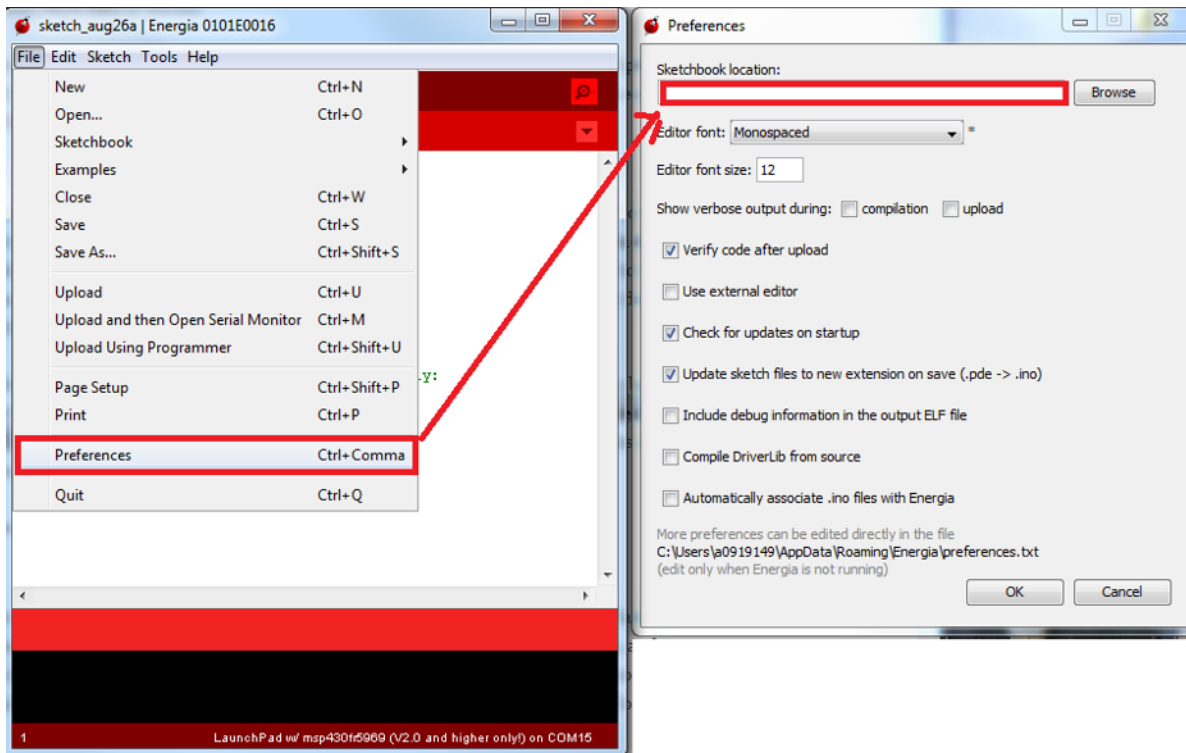 sketch_aug26a | Energia 0101E0016
File Edit Sketch Tools Help
New Ctrl+N
Open... Ctrl+O
Sketchbook
Examples
Close Ctrl+W
Save Ctrl+S
Save As... Ctrl+Shift+S
Upload Ctrl+U
Upload and then Open Serial Monitor Ctrl+M
Upload Using Programmer Ctrl+Shift+U
Page Setup Ctrl+Shift+P
Print Ctrl+P
Preferences Ctrl+Comma
Quit Ctrl+Q
y:
1 LaunchPad w/ msp430fr5969 (V2.0 and higher only!) on COM15
Preferences
Sketchbook location:
Browse
Editor font: Monospaced *
Editor font size: 12
Show verbose output during: compilation upload
Verify code after upload
Use external editor
Check for updates on startup
Update sketch files to new extension on save (.pde -> .ino)
Include debug information in the output ELF file
Compile DriverLib from source
Automatically associate .ino files with Energia
More preferences can be edited directly in the file
C:\Users\a0919149\AppData\Roaming\Energia\preferences.txt
(edit only when Energia is not running)
OK Cancel